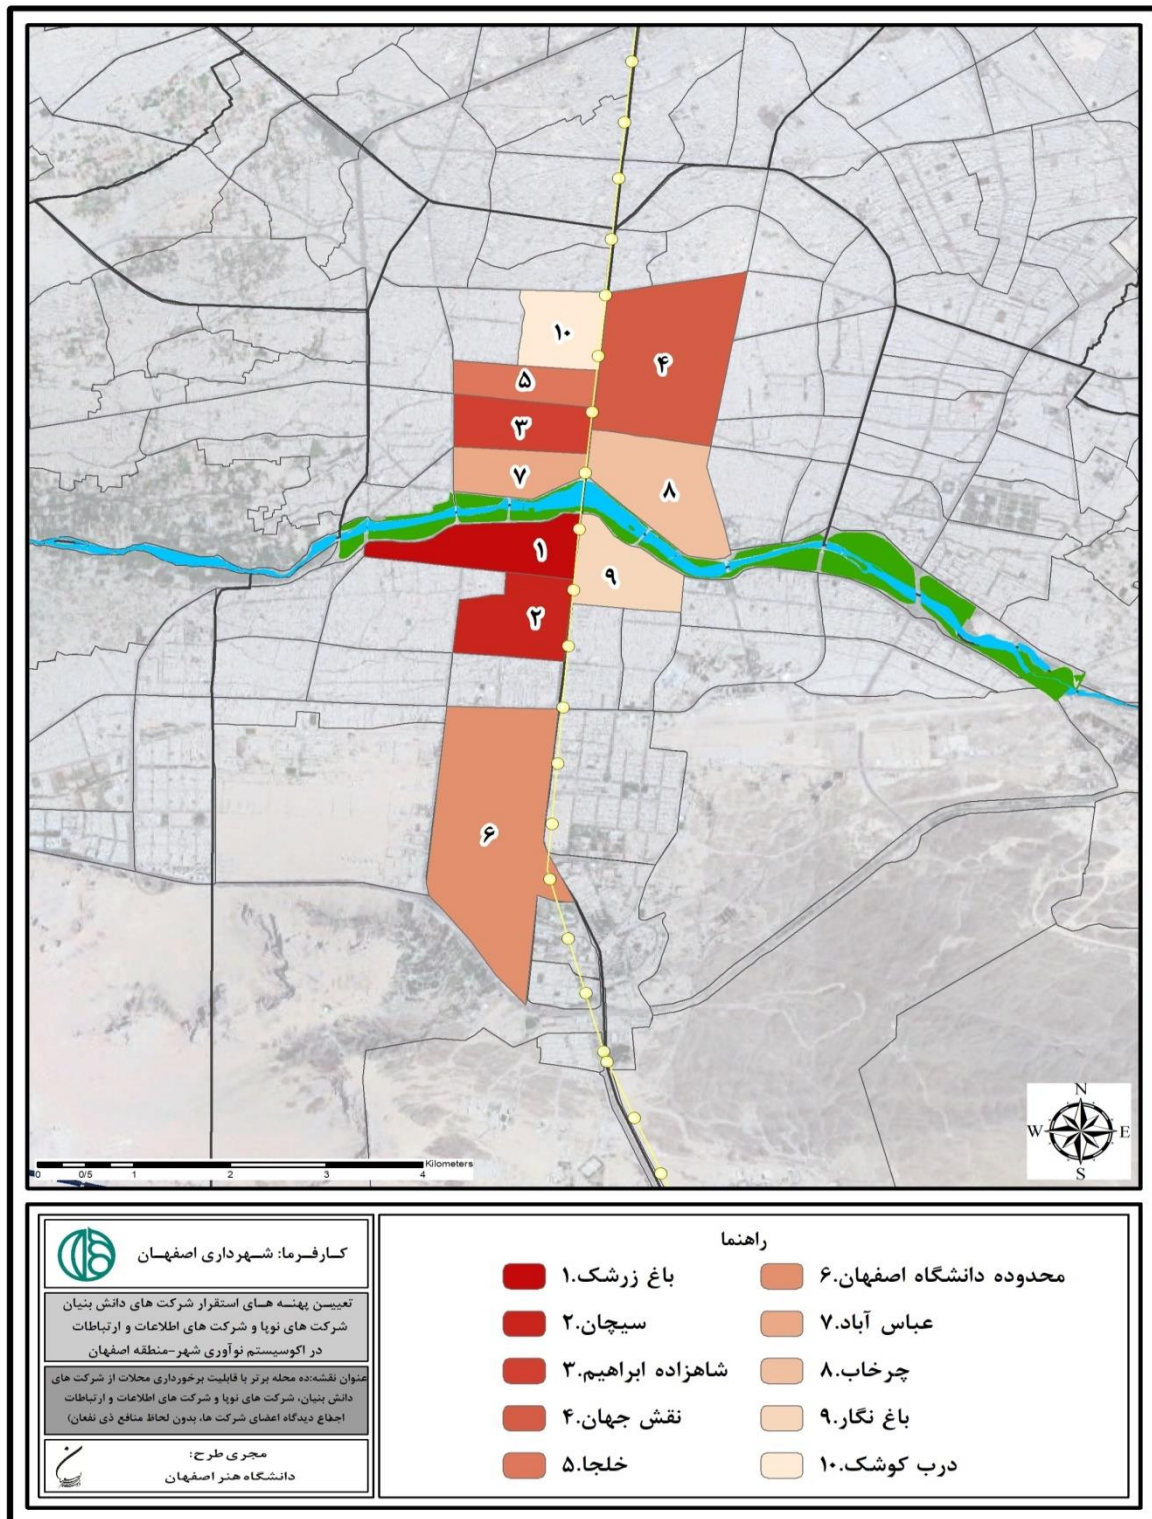 ۱۰
۴
۵
۳
۷
۸
۱
۹
۲
۶
N
W E
S
Kilometers
0 0/5 1 2 3 4
راهنما
۱.باغ زرشک
۲.سیچان
۳.شاهزاده ابراهیم
۴.نقش جهان
۵.خلجا
۶.محدوده دانشگاه اصفهان
۷.عباس آباد
۸.چرخاب
۹.باغ نگار
۱۰.درب کوشک
کارفرما: شهرداری اصفهان
تعیین پهنه های استقرار شرکت های دانش بنیان
شرکت های نوپا و شرکت های اطلاعات و ارتباطات
در اکوسیستم نوآوری شهر-منطقه اصفهان
عنوان نقشه:ده محله برتر با قابلیت برخورداری محلات از شرکت های
دانش بنیان، شرکت های نوپا و شرکت های اطلاعات و ارتباطات
(اجماع دیدگاه اعضای شرکت ها، بدون لحاظ منافع ذی نفعان
مجری طرح:
دانشگاه هنر اصفهان